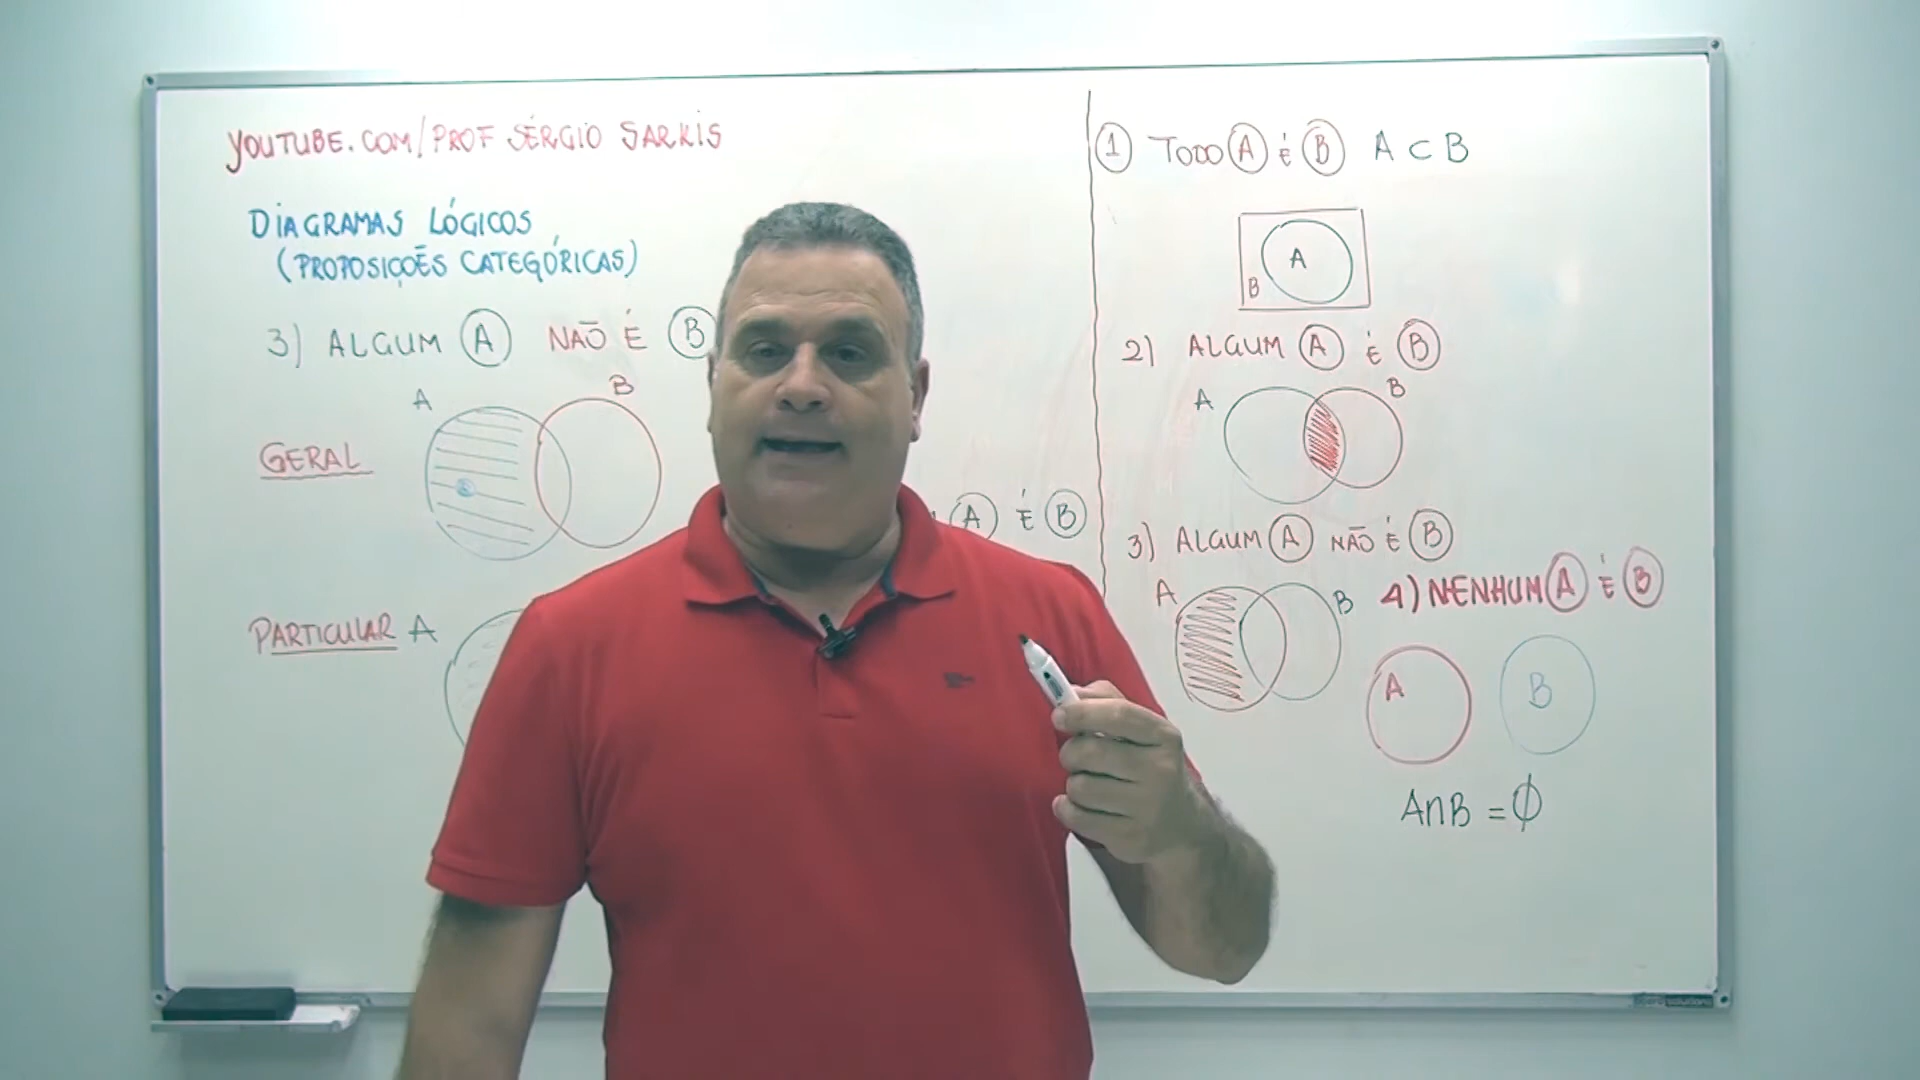 YOUTUBE.COM/PROF SÉRGIO SARKIS
DIAGRAMAS LÓGICOS
(PROPOSIÇÕES CATEGÓRICAS)
3) ALGUM A NÃO É B
A B
GERAL
A É B
PARTICULAR A
1 TODO A É B A ⊂ B
A
B
2) ALGUM A É B
A B
3) ALGUM A NÃO É B
A B
4) NENHUM A É B
A B
A∩B = ∅